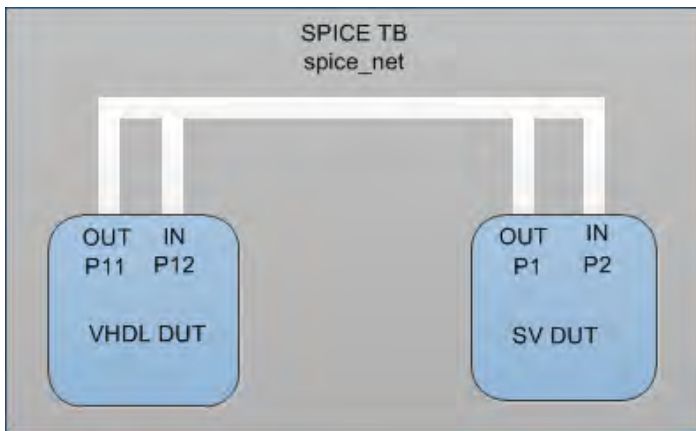 SPICE TB
spice_net
OUT IN OUT IN
P11 P12 P1 P2
VHDL DUT SV DUT